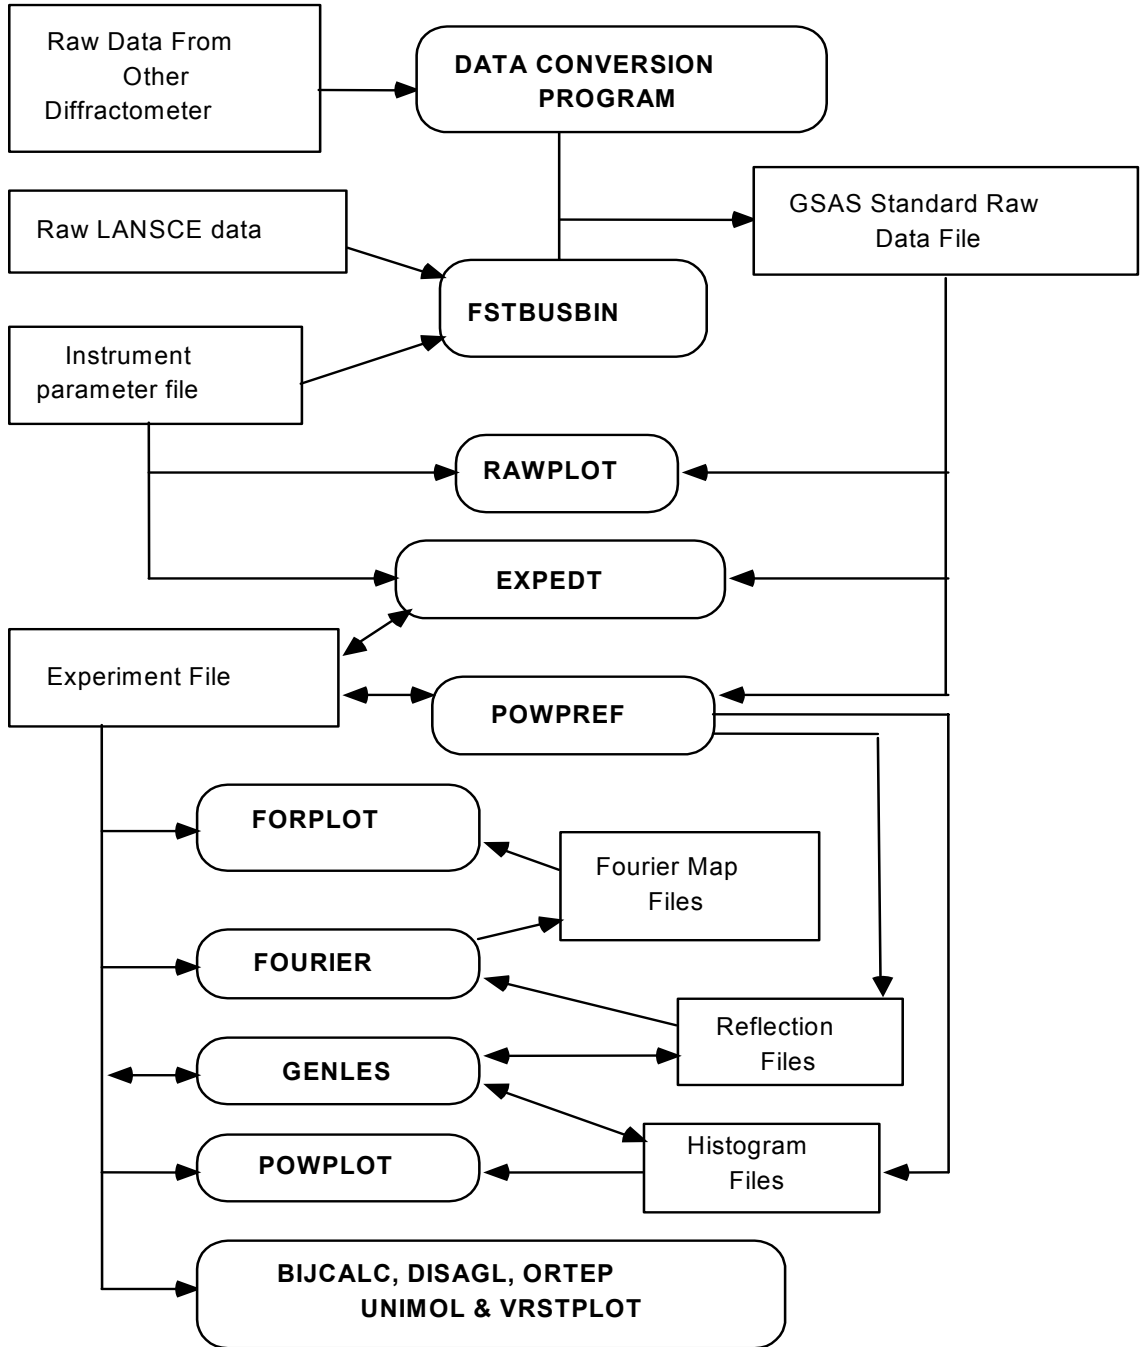 Raw Data From
Other
Diffractometer
DATA CONVERSION
PROGRAM
Raw LANSCE data
GSAS Standard Raw
Data File
FSTBUSBIN
Instrument
parameter file
RAWPLOT
EXPEDT
Experiment File
POWPREF
FORPLOT
Fourier Map
Files
FOURIER
Reflection
Files
GENLES
Histogram
Files
POWPLOT
BIJCALC, DISAGL, ORTEP
UNIMOL & VRSTPLOT